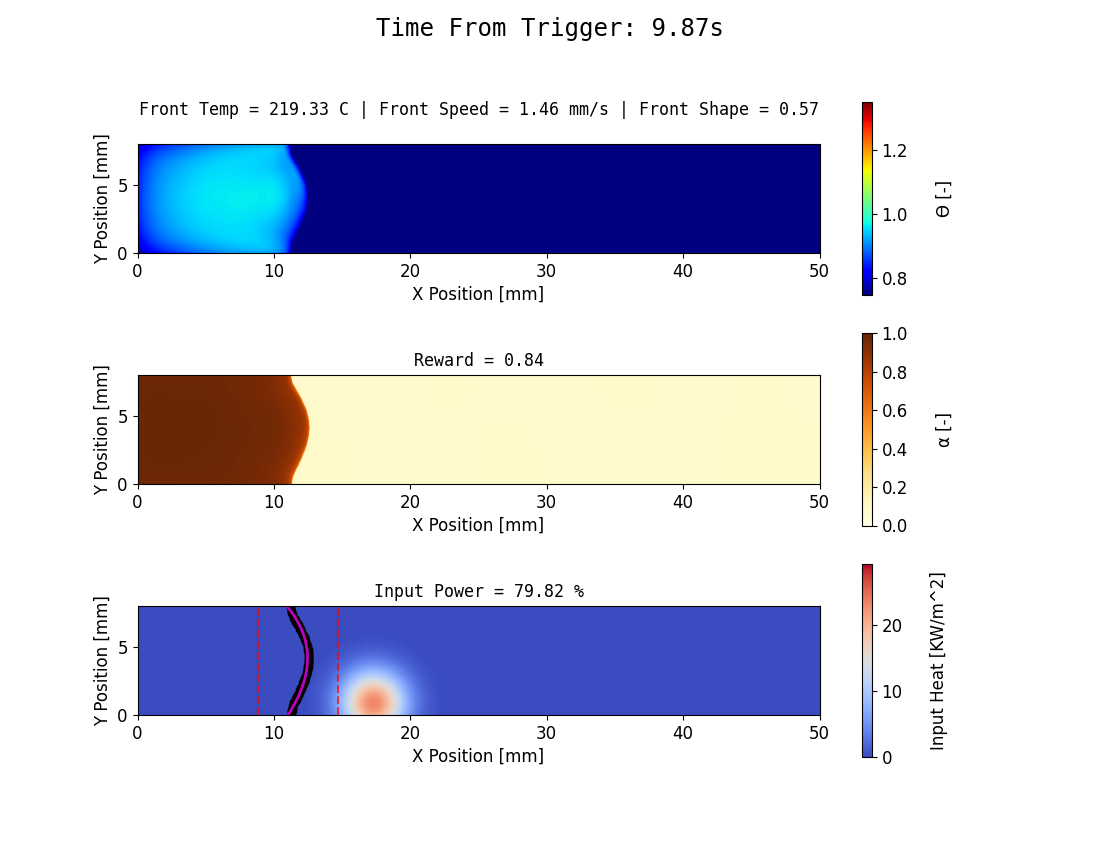 Time From Trigger: 9.87s
Front Temp = 219.33 C | Front Speed = 1.46 mm/s | Front Shape = 0.57
Y Position [mm]
5
0
0 10 20 30 40 50
X Position [mm]
1.2
1.0
0.8
Θ [-]
Reward = 0.84
Y Position [mm]
5
0
0 10 20 30 40 50
X Position [mm]
1.0
0.8
0.6
0.4
0.2
0.0
α [-]
Input Power = 79.82 %
Y Position [mm]
5
0
0 10 20 30 40 50
X Position [mm]
20
10
0
Input Heat [KW/m^2]